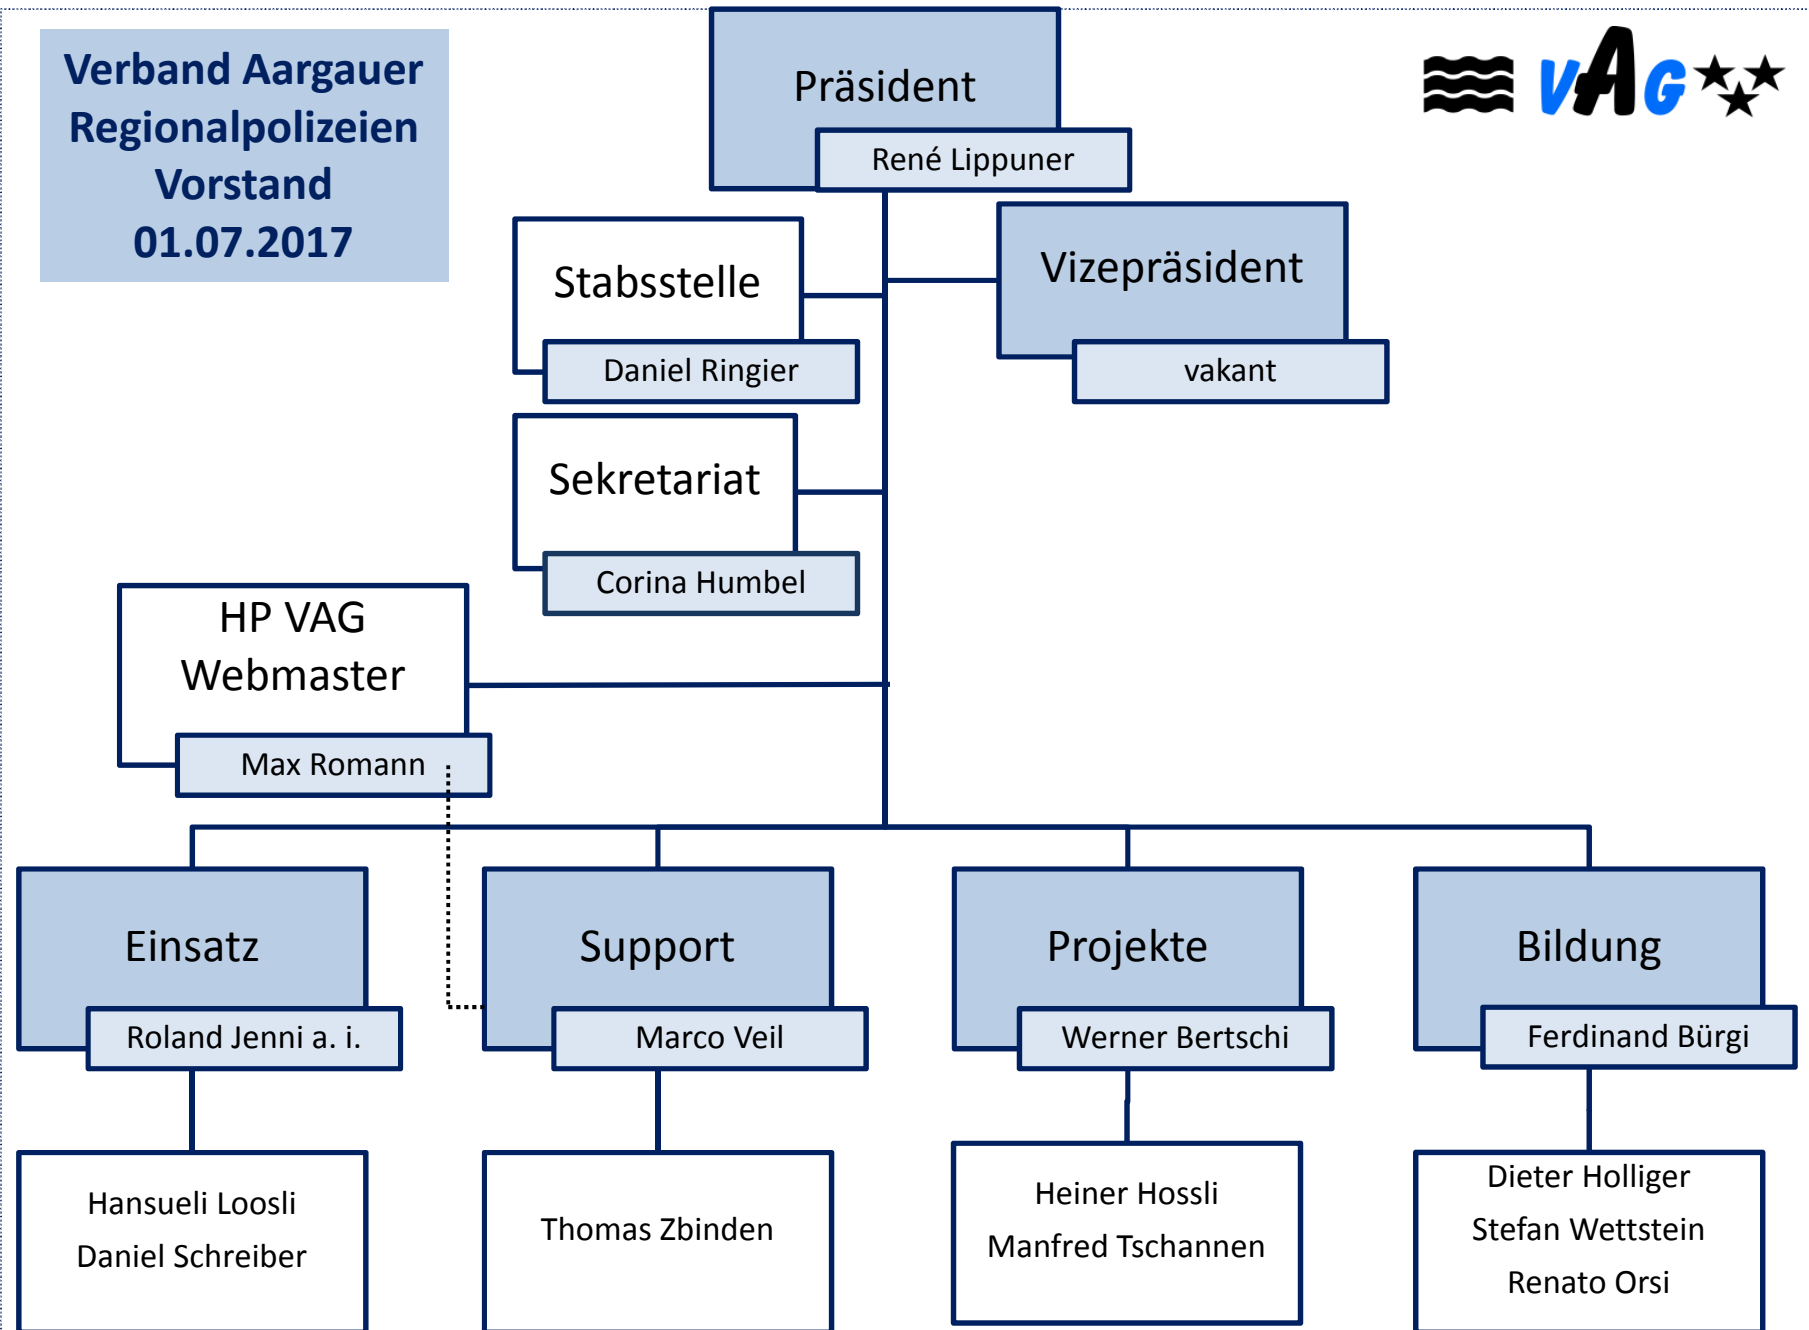 Verband Aargauer
Regionalpolizeien
Vorstand
01.07.2017
VAG
Präsident
René Lippuner
Vizepräsident
vakant
Stabsstelle
Daniel Ringier
Sekretariat
Corina Humbel
HP VAG
Webmaster
Max Romann
Einsatz
Roland Jenni a. i.
Support
Marco Veil
Projekte
Werner Bertschi
Bildung
Ferdinand Bürgi
Hansueli Loosli
Daniel Schreiber
Thomas Zbinden
Heiner Hossli
Manfred Tschannen
Dieter Holliger
Stefan Wettstein
Renato Orsi